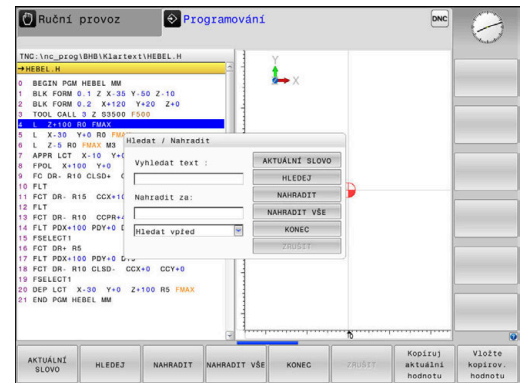 Ruční provoz
Programování
DNC
TNC:\nc_prog\BHB\Klartext\HEBEL.H
→HEBEL.H
0 BEGIN PGM HEBEL MM
1 BLK FORM 0.1 Z X-35 Y-50 Z-10
2 BLK FORM 0.2 X+120 Y+20 Z+0
3 TOOL CALL 3 Z S3500 F500
4 L Z+100 R0 FMAX
5 L X-30 Y+0 R0 FMA
6 L Z-5 R0 FMAX M3
7 APPR LCT X-10 Y+
8 FPOL X+100 Y+0
9 FC DR- R10 CLSD+
10 FLT
11 FCT DR- R15 CCX+10
12 FLT
13 FCT DR- R10 CCPR+
14 FLT PDX+100 PDY+0
15 FSELECT1
16 FCT DR+ R5
17 FLT PDX+100 PDY+0
18 FCT DR- R10 CLSD- CCX+0 CCY+0
19 FSELECT1
20 DEP LCT X-30 Y+0 Z+100 R5 FMAX
21 END PGM HEBEL MM
Y
X
Hledat / Nahradit
Vyhledat text :
Nahradit za:
Hledat vpřed
AKTUÁLNÍ SLOVO
HLEDEJ
NAHRADIT
NAHRADIT VŠE
KONEC
ZRUŠIT
AKTUÁLNÍ SLOVO
HLEDEJ
NAHRADIT
NAHRADIT VŠE
KONEC
ZRUŠIT
Kopíruj aktuální hodnotu
Vložte kopírov. hodnotu